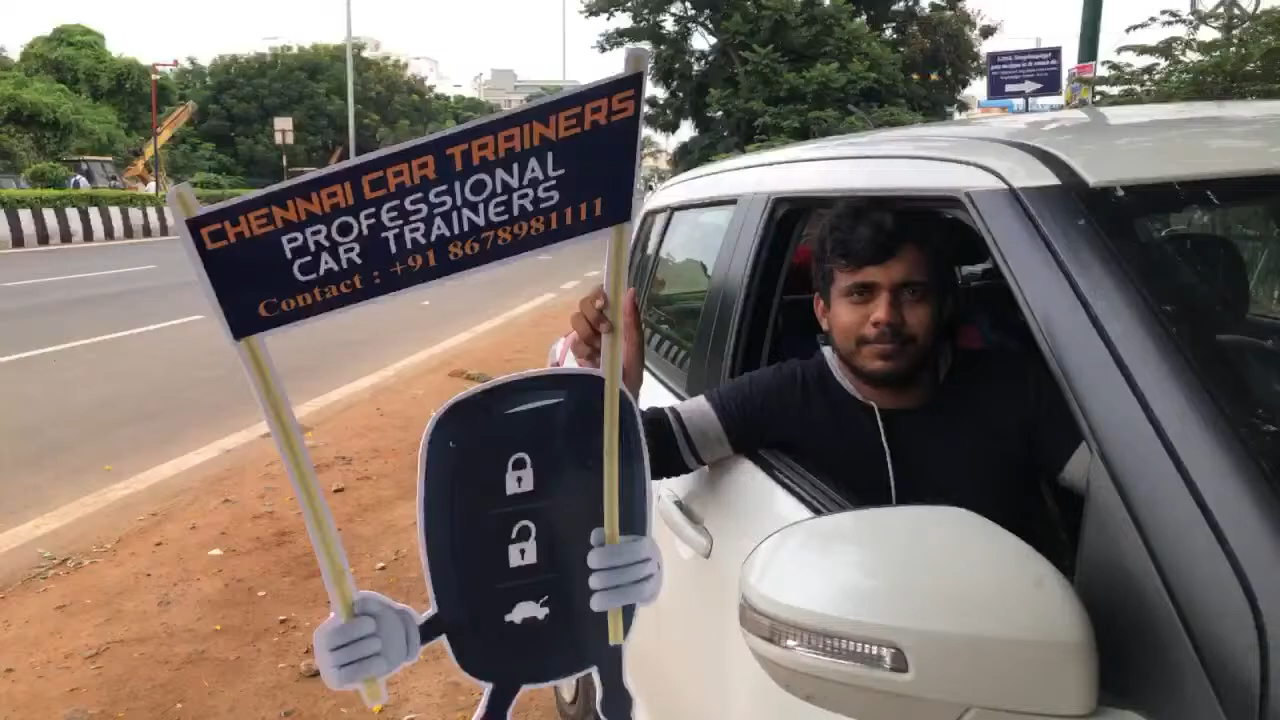 CHENNAI CAR TRAINERS
PROFESSIONAL
CAR TRAINERS
Contact : +91 8678981111